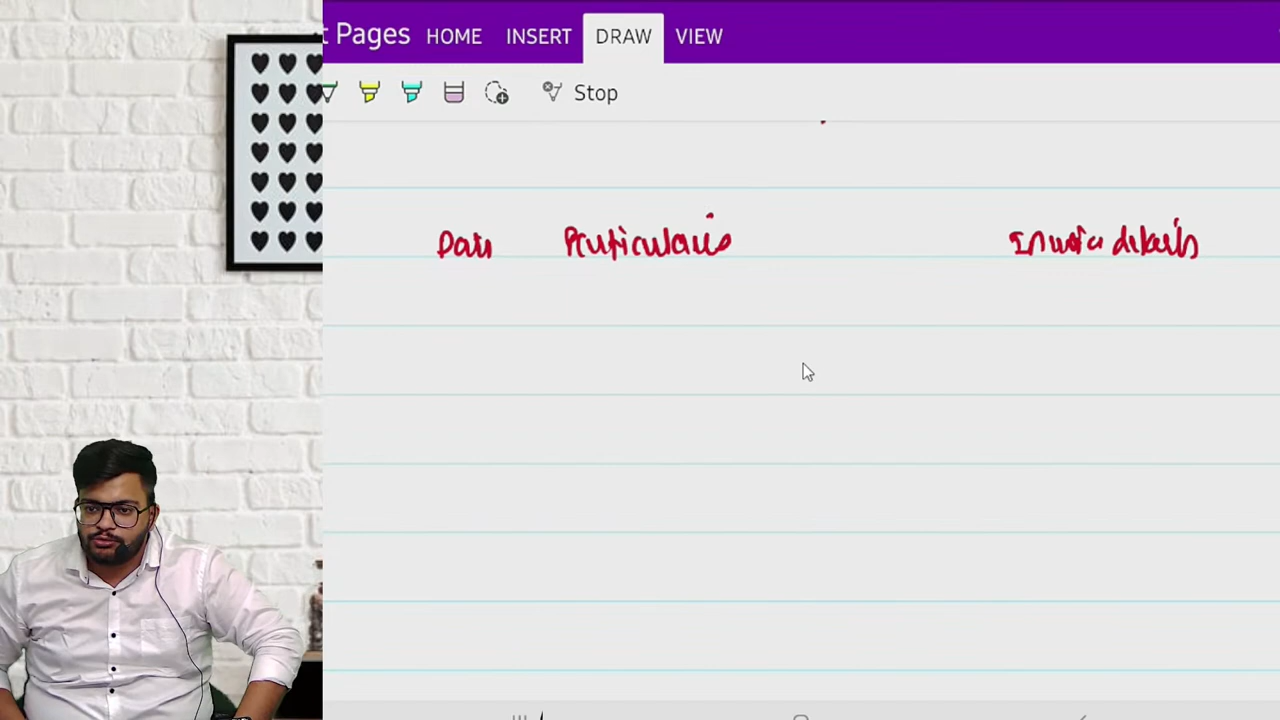 t Pages HOME INSERT DRAW VIEW
Stop
Date Particulars Invoice details